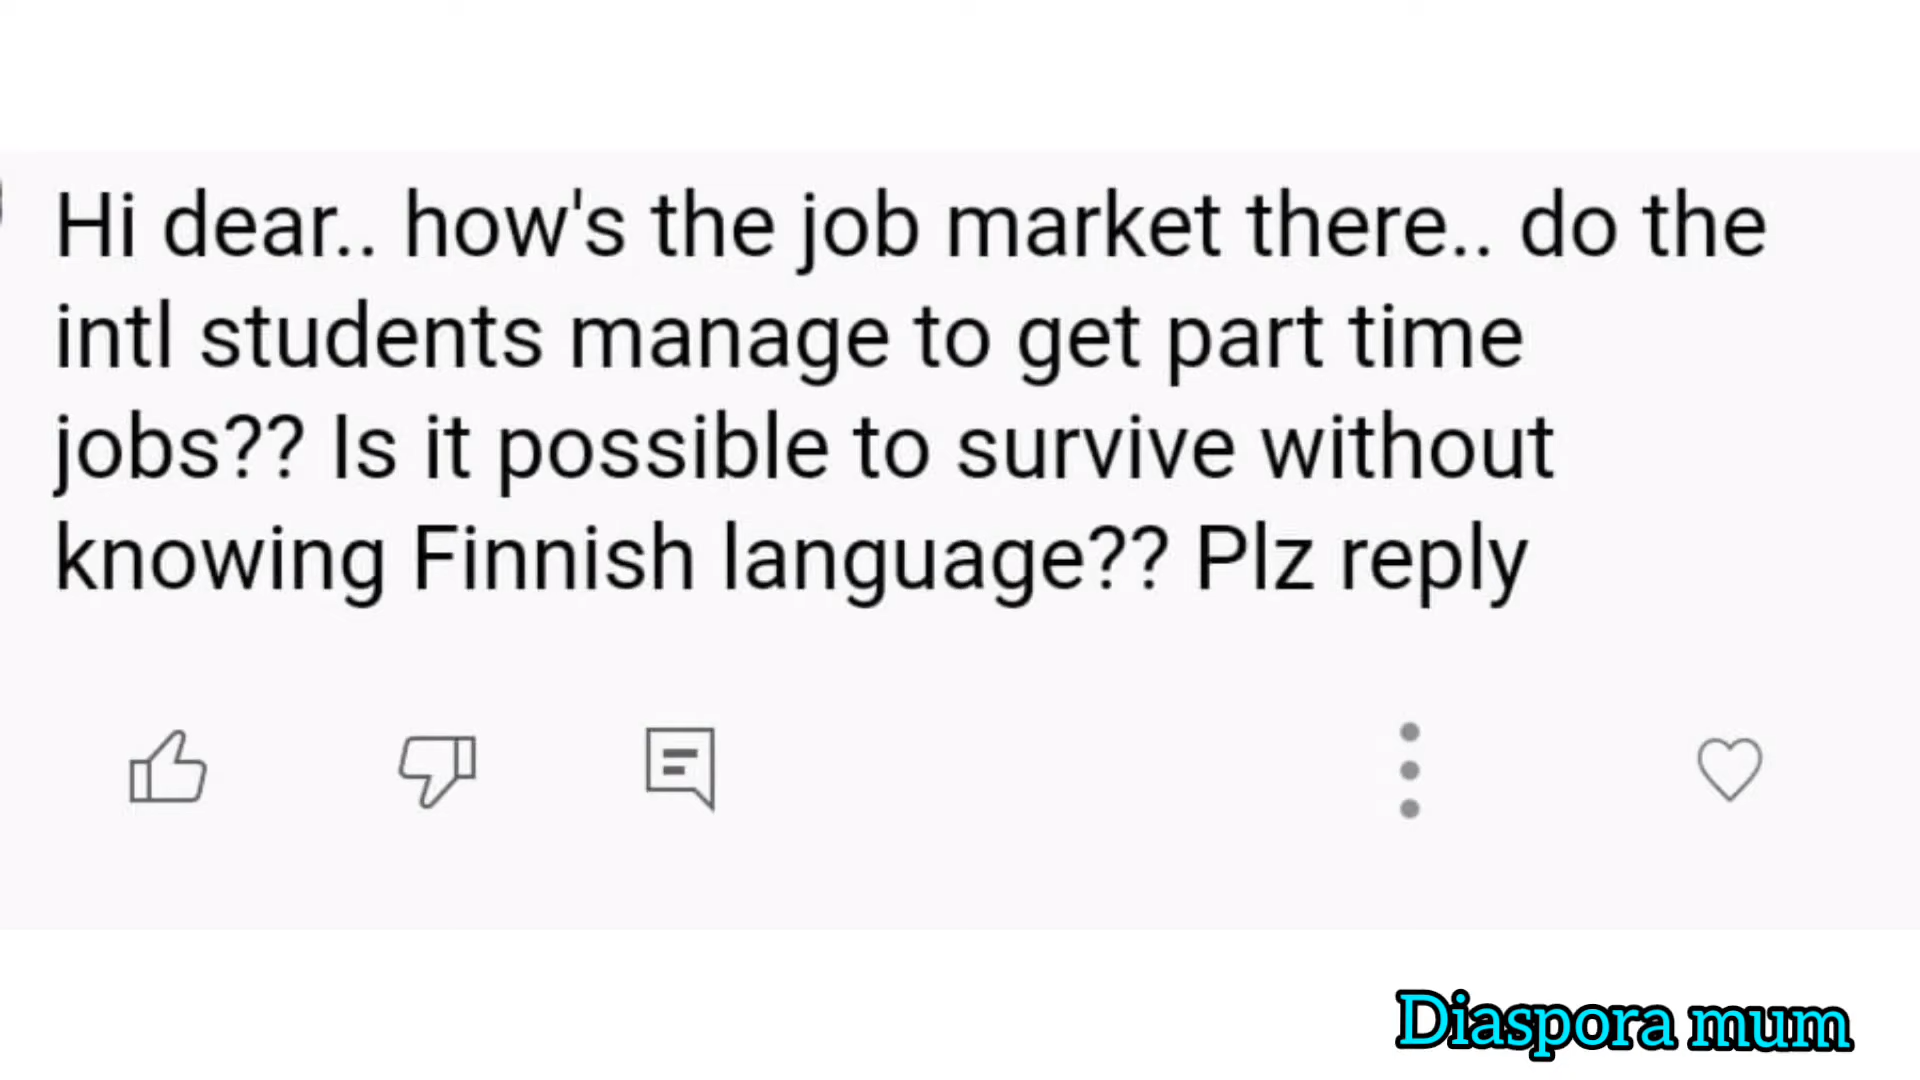 Hi dear.. how's the job market there.. do the
intl students manage to get part time
jobs?? Is it possible to survive without
knowing Finnish language?? Plz reply
Diaspora mum